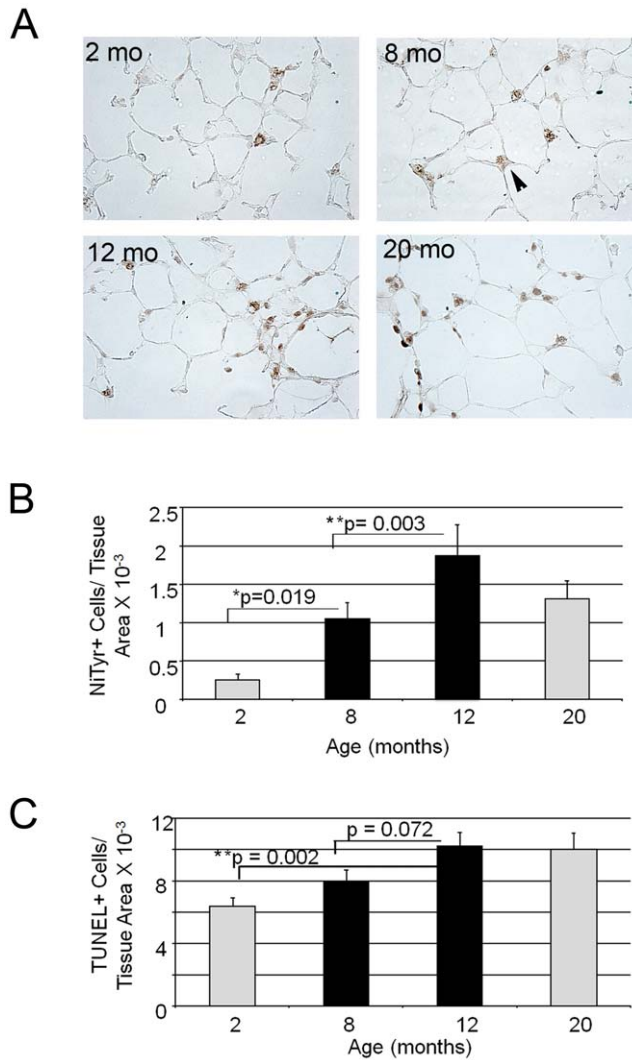 A
2 mo
8 mo
12 mo
20 mo
B
NiTyr+ Cells/ Tissue
Area X 10⁻³
2.5
2
1.5
1
0.5
0
*p=0.019
**p= 0.003
2 8 12 20
Age (months)
C
TUNEL+ Cells/
Tissue Area X 10⁻³
12
8
4
0
**p = 0.002
p = 0.072
2 8 12 20
Age (months)